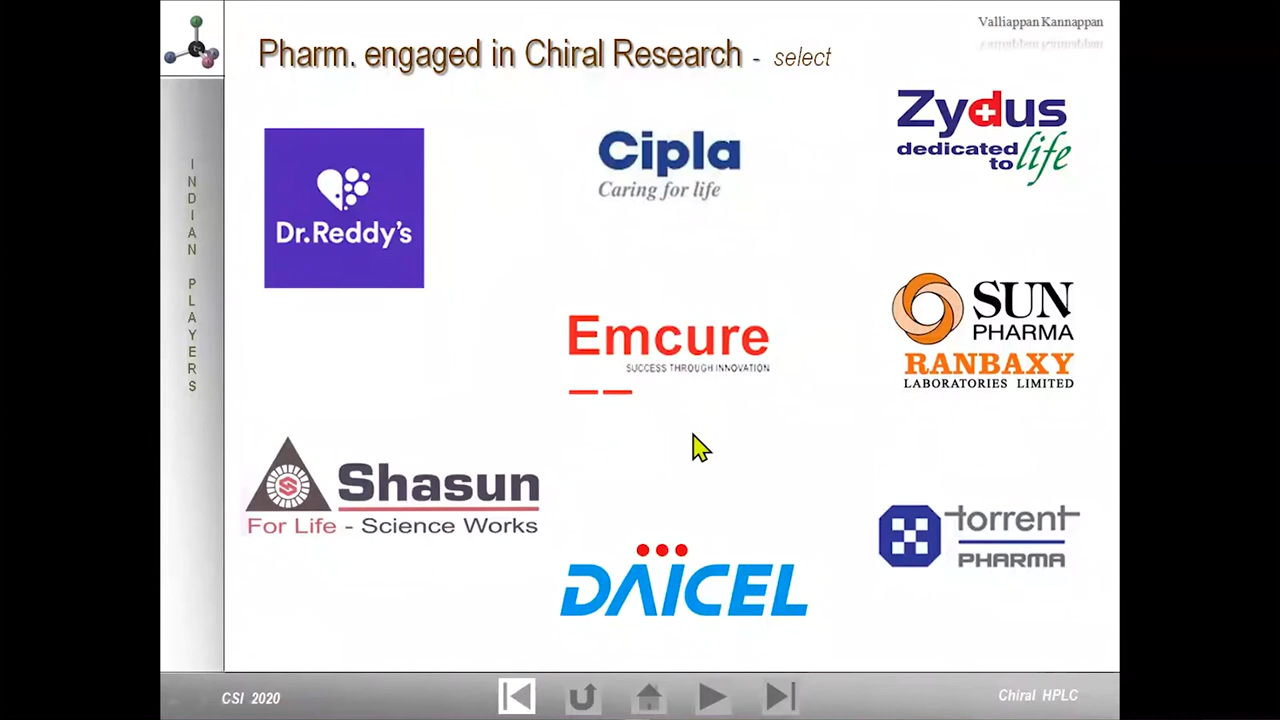 Valliappan Kannappan
Pharm. engaged in Chiral Research - select
INDIAN PLAYERS
Dr.Reddy's
Cipla
Caring for life
Zydus
dedicated
to life
Emcure
SUCCESS THROUGH INNOVATION
SUN
PHARMA
RANBAXY
LABORATORIES LIMITED
Shasun
For Life - Science Works
DAICEL
torrent
PHARMA
CSI 2020
Chiral HPLC